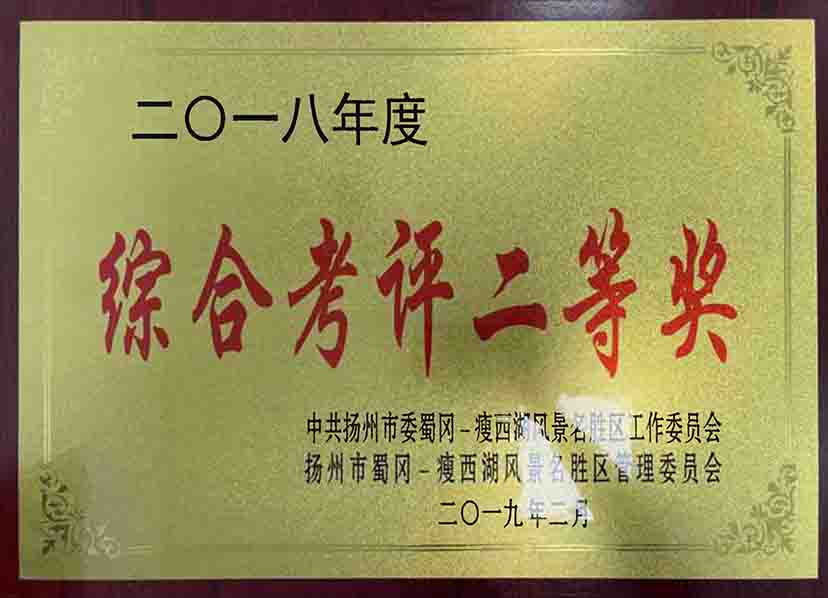 二〇一八年度
综合考评二等奖
中共扬州市委蜀冈－瘦西湖风景名胜区工作委员会
扬州市蜀冈－瘦西湖风景名胜区管理委员会
二〇一九年二月